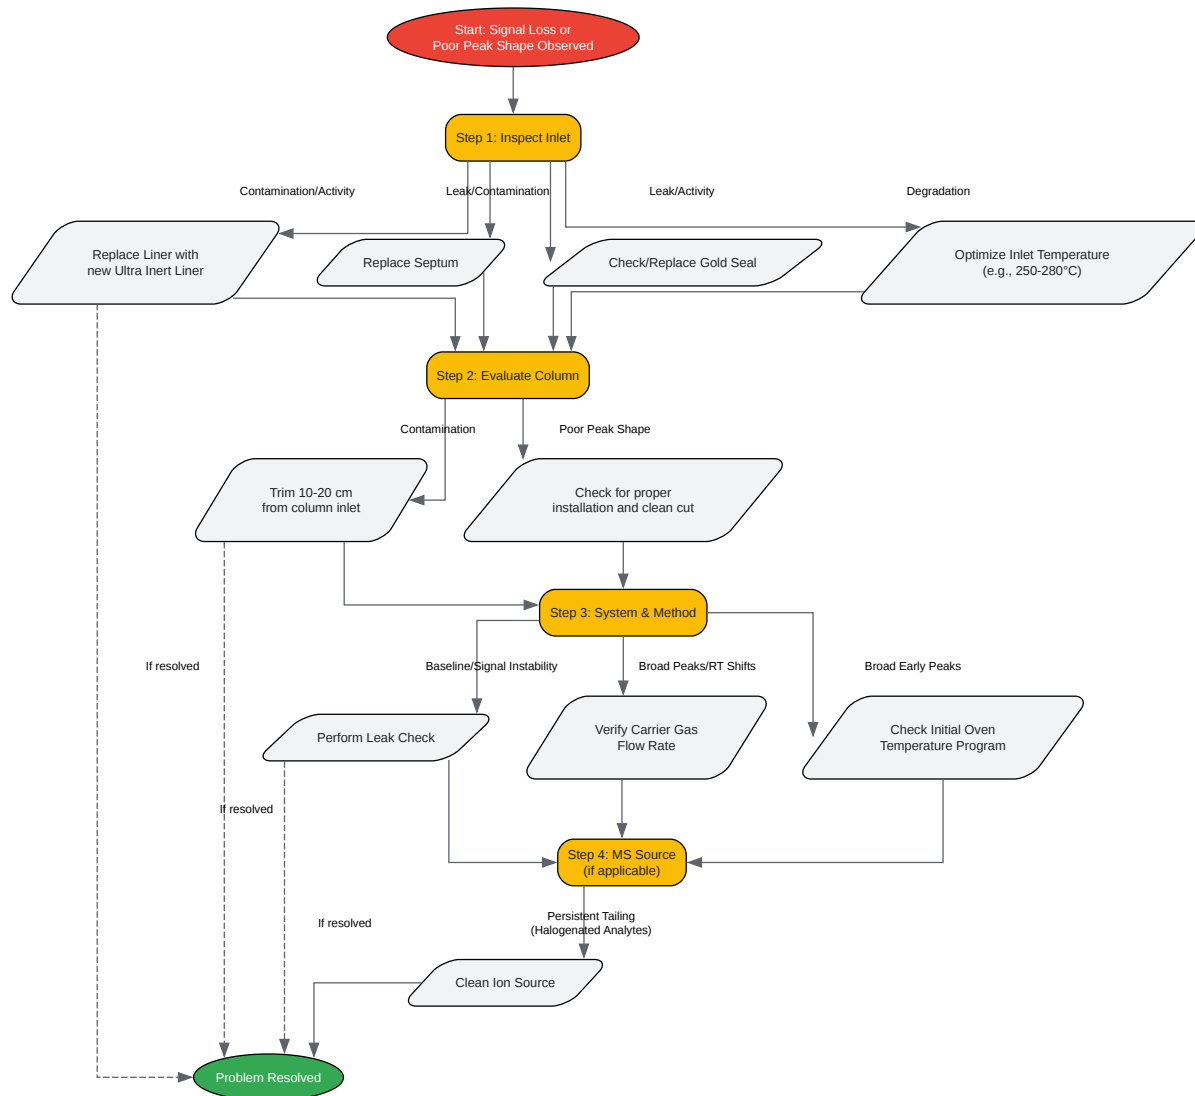 Start: Signal Loss or
Poor Peak Shape Observed
Step 1: Inspect Inlet
Contamination/Activity
Leak/Contamination
Leak/Activity
Degradation
Replace Liner with
new Ultra Inert Liner
Replace Septum
Check/Replace Gold Seal
Optimize Inlet Temperature
(e.g., 250-280°C)
Step 2: Evaluate Column
Contamination
Poor Peak Shape
Trim 10-20 cm
from column inlet
Check for proper
installation and clean cut
Step 3: System & Method
If resolved
Baseline/Signal Instability
Broad Peaks/RT Shifts
Broad Early Peaks
Perform Leak Check
Verify Carrier Gas
Flow Rate
Check Initial Oven
Temperature Program
If resolved
Step 4: MS Source
(if applicable)
If resolved
Persistent Tailing
(Halogenated Analytes)
Clean Ion Source
Problem Resolved